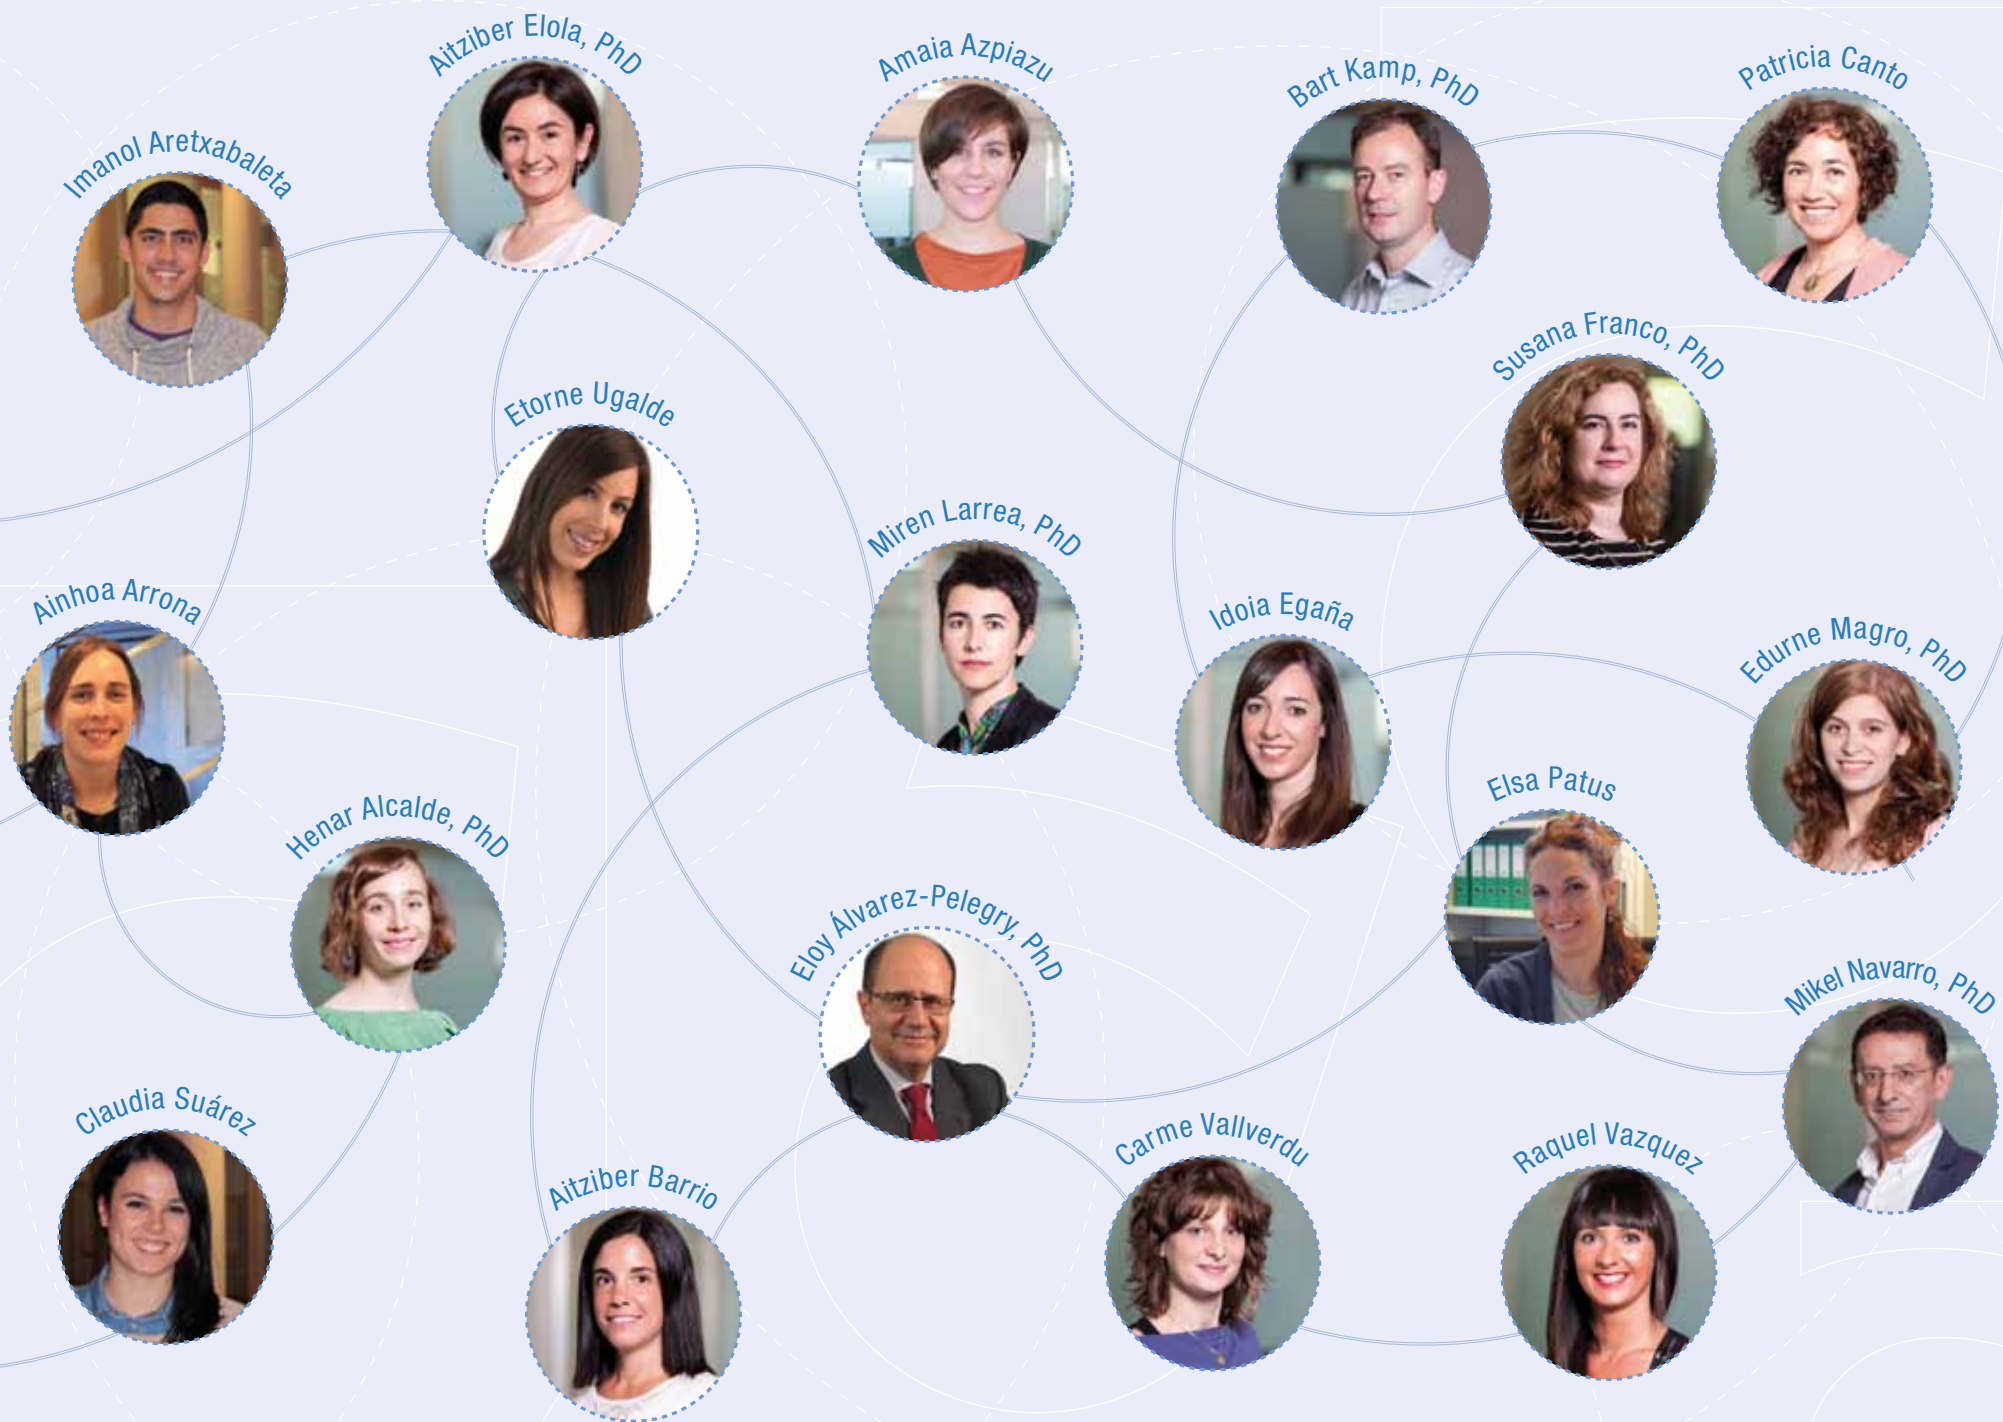 Aitziber Elola, PhD
Amaia Azpiazu
Bart Kamp, PhD
Patricia Canto
Imanol Aretxabaleta
Susana Franco, PhD
Etorne Ugalde
Miren Larrea, PhD
Ainhoa Arrona
Idoia Egaña
Edurne Magro, PhD
Elsa Patus
Henar Alcalde, PhD
Eloy Álvarez-Pelegry, PhD
Mikel Navarro, PhD
Claudia Suárez
Carme Vallverdu
Raquel Vazquez
Aitziber Barrio